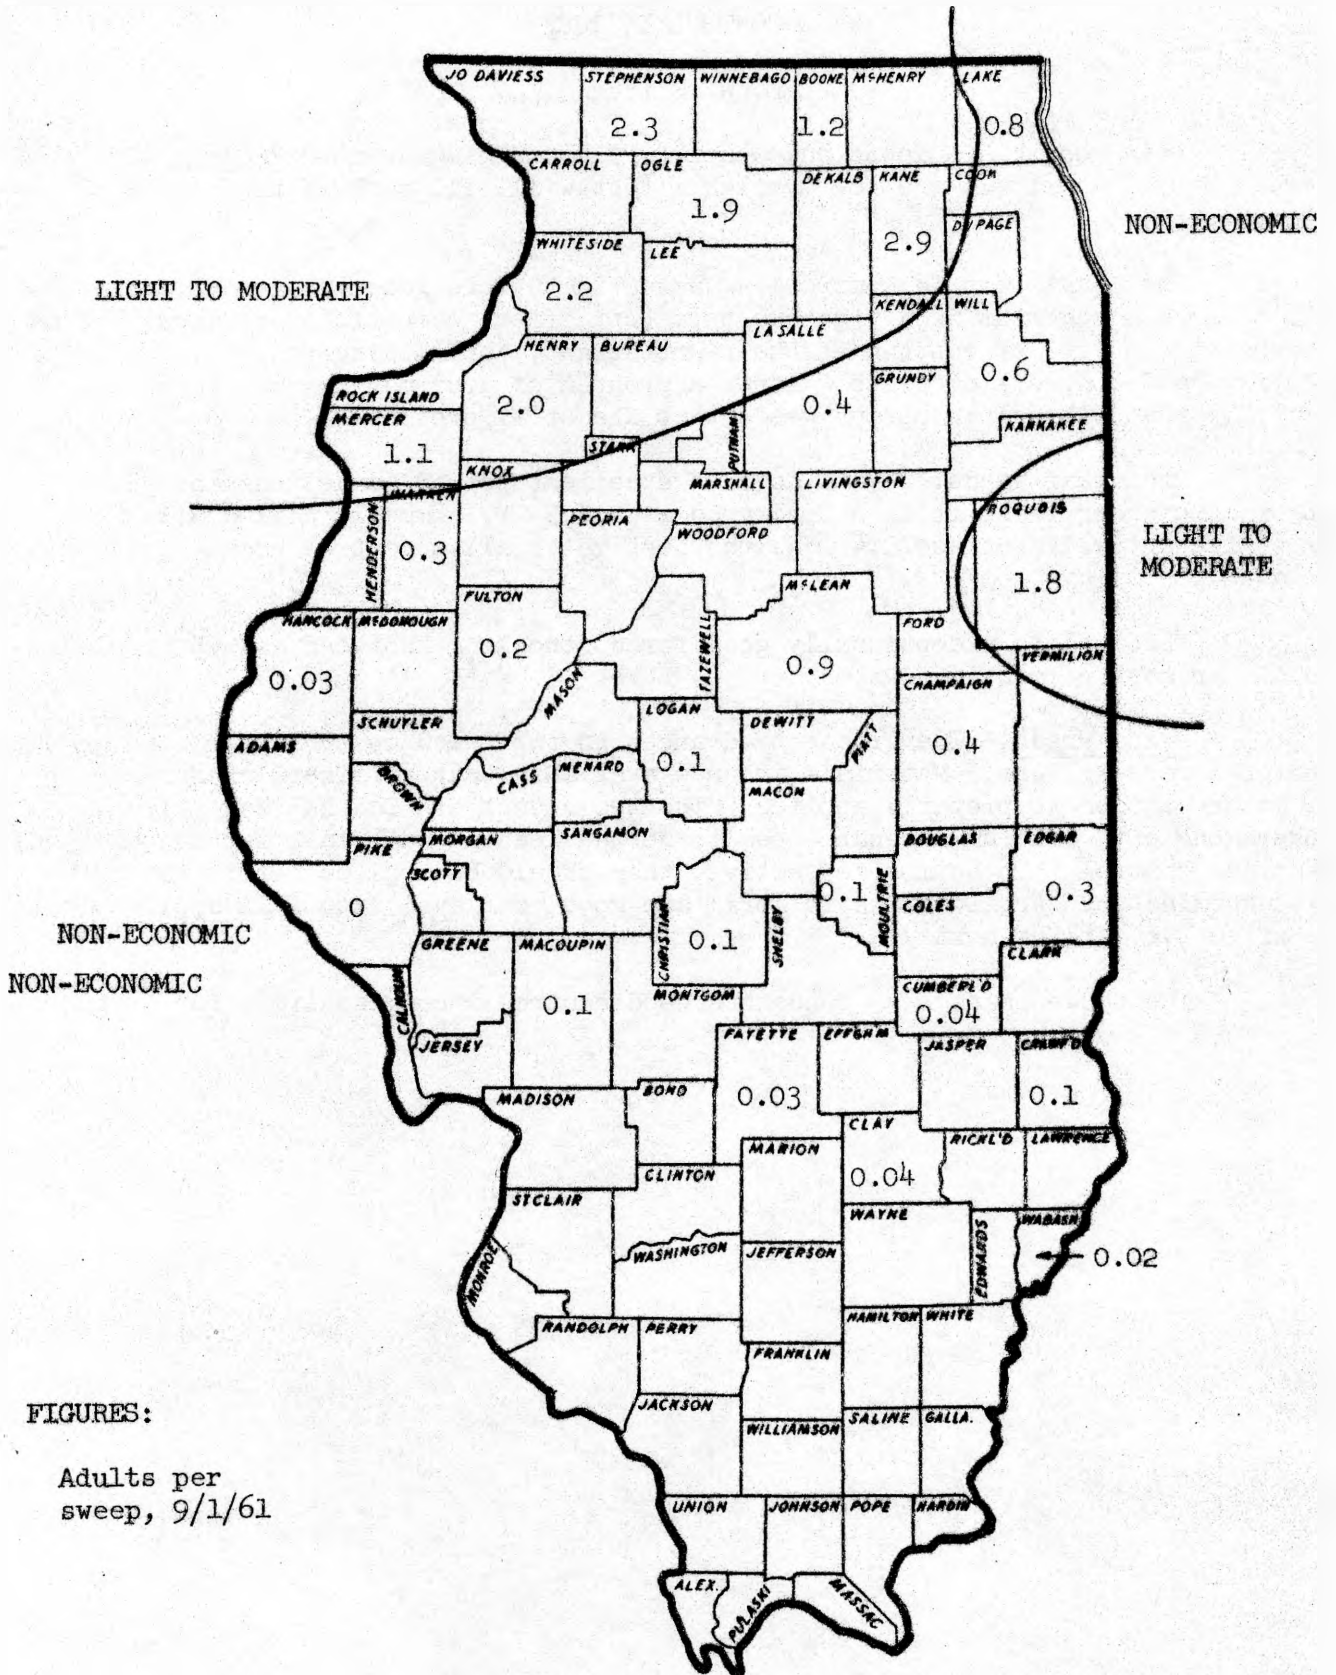 JO DAVIESS STEPHENSON WINNEBAGO BOONE McHENRY LAKE
2.3 1.2 0.8
CARROLL OGLE DEKALB KANE COOK
1.9 2.9
DUPAGE
NON-ECONOMIC
WHITESIDE LEE
2.2
LIGHT TO MODERATE
KENDALL WILL
HENRY BUREAU LASALLE
2.0 0.4 0.6
GRUNDY
ROCK ISLAND
MERCER
1.1
STARK PUTNAM KANKAKEE
KNOX MARSHALL LIVINGSTON
WARREN
HENDERSON
0.3
PEORIA WOODFORD IROQUOIS
1.8
LIGHT TO
MODERATE
FULTON McLEAN
0.2 0.9
HANCOCK McDONOUGH TAZEWELL FORD
0.03
VERMILION
MASON CHAMPAIGN
0.4
SCHUYLER LOGAN DEWITT PIATT
0.1
ADAMS BROWN CASS MENARD
MACON
PIKE MORGAN SANGAMON DOUGLAS EDGAR
0 0.3
SCOTT
CHRISTIAN SHELBY MOULTRIE COLES
0.1 0.1
NON-ECONOMIC
GREENE MACOUPIN CLARK
0.1
NON-ECONOMIC
CALHOUN MONTGOM CUMBERL'D
0.04
JERSEY FAYETTE EFFGH'M JASPER CRAWF'D
0.03 0.1
MADISON BOND CLAY
0.04
MARION RICHL'D LAWRENCE
CLINTON
ST CLAIR WAYNE EDWARDS WABASH
0.02
MONROE WASHINGTON JEFFERSON
RANDOLPH PERRY HAMILTON WHITE
FRANKLIN
JACKSON WILLIAMSON SALINE GALLA.
FIGURES:
Adults per
sweep, 9/1/61
UNION JOHNSON POPE HARDIN
ALEX. PULASKI MASSAC